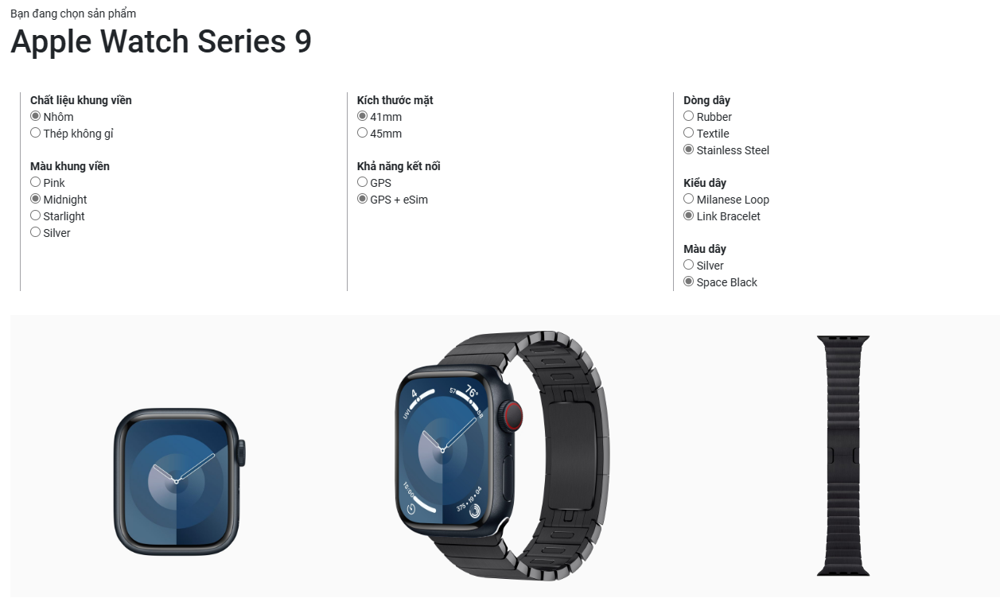 Bạn đang chọn sản phẩm
Apple Watch Series 9
Chất liệu khung viền
Nhôm
Thép không gỉ
Màu khung viền
Pink
Midnight
Starlight
Silver
Kích thước mặt
41mm
45mm
Khả năng kết nối
GPS
GPS + eSim
Dòng dây
Rubber
Textile
Stainless Steel
Kiểu dây
Milanese Loop
Link Bracelet
Màu dây
Silver
Space Black
4
UVI
76°
57
88
15:00
375 • 19 • 04